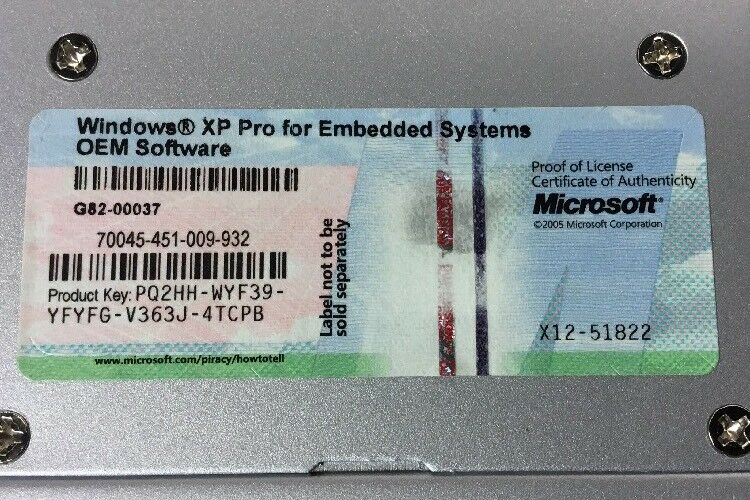 Windows® XP Pro for Embedded Systems
OEM Software
G82-00037
70045-451-009-932
Product Key: PQ2HH-WYF39-
YFYFG-V363J-4TCPB
www.microsoft.com/piracy/howtotell
Label not to be
sold separately
Proof of License
Certificate of Authenticity
Microsoft®
©2005 Microsoft Corporation
X12-51822